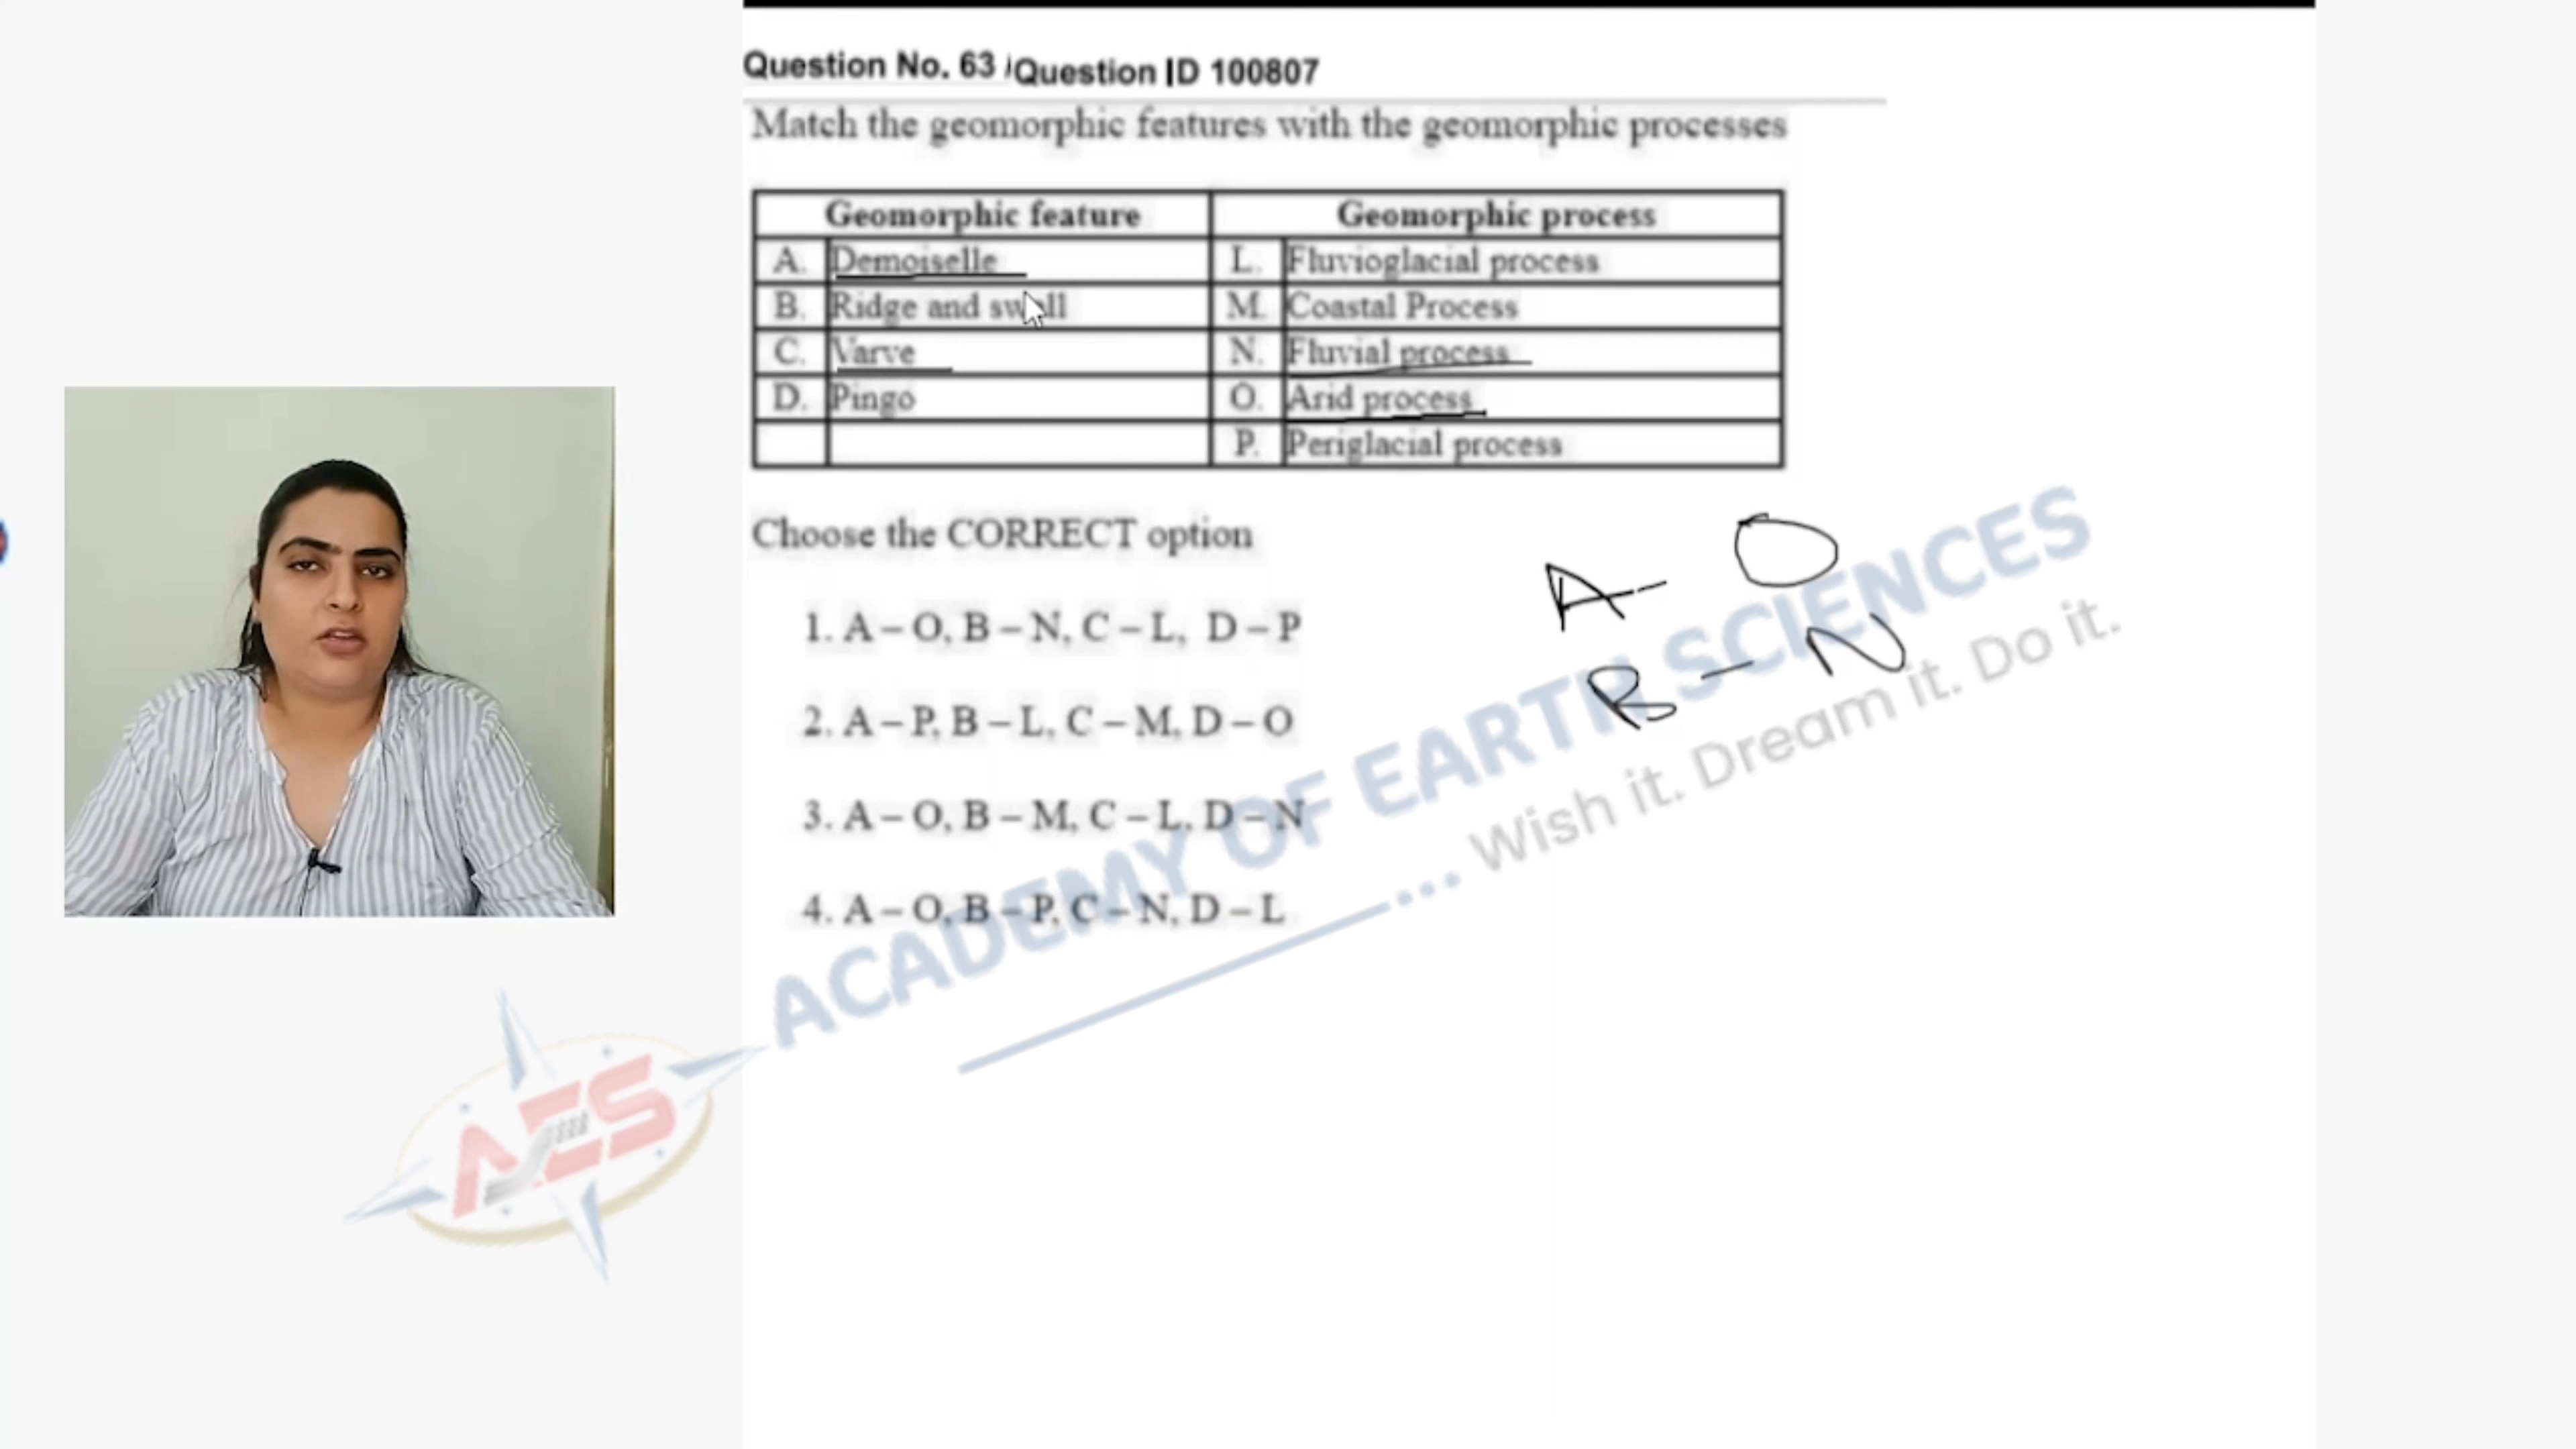 Question No. 63 /Question ID 100807
Match the geomorphic features with the geomorphic processes
Geomorphic feature Geomorphic process
A. Demoiselle L. Fluvioglacial process
B. Ridge and M. Coastal Process
C. Varve N. Fluvial process
D. Pingo O. Arid process
P. Periglacial process
Choose the CORRECT option
1. A – O, B – N, C – L, D – P
2. A – P, B – L, C – M, D – O
3. A – O, B – M, C – L, D – N
4. A – O, B – P, C – N, D – L
A - O
B - N
ACADEMY OF EARTH SCIENCES
... Wish it. Dream it. Do it.
AES